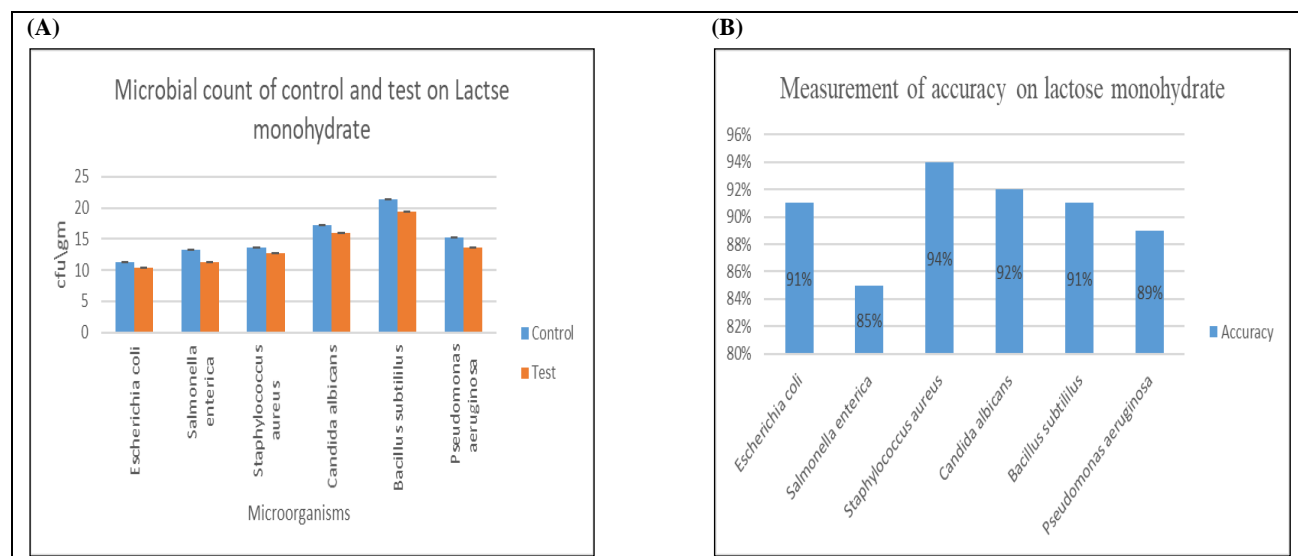 (A)
Microbial count of control and test on Lactse
monohydrate
25
20
15
10
5
0
cfu\gm
Escherichia coli
Salmonella
enterica
Staphylococcus
aureus
Candida albicans
Bacillus subtililus
Pseudomonas
aeruginosa
Microorganisms
Control
Test
(B)
Measurement of accuracy on lactose monohydrate
96%
94%
92%
90%
88%
86%
84%
82%
80%
91%
85%
94%
92%
91%
89%
Escherichia coli
Salmonella enterica
Staphylococcus aureus
Candida albicans
Bacillus subtililus
Pseudomonas aeruginosa
Accuracy